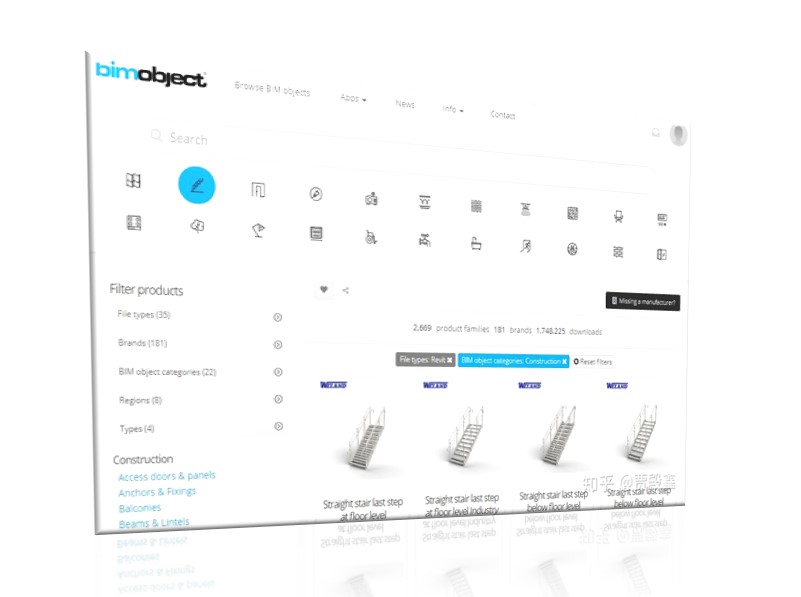 bimobject
Browse BIM objects Apps News Info Contact
Search
Filter products
File types (35)
Brands (181)
BIM object categories (22)
Regions (8)
Types (4)
Construction
Access doors & panels
Anchors & Fixings
Balconies
Beams & Lintels
Missing a manufacturer?
2,669 product families 181 brands 1,748,225 downloads
File types: Revit BIM object categories: Construction Reset filters
WELAND WELAND WELAND WELAND
Straight stair last step
at floor level
Straight stair last step
at floor level Industry
Straight stair last step
below floor level
Straight stair last step
below floor level
知乎 @贾毅鑫